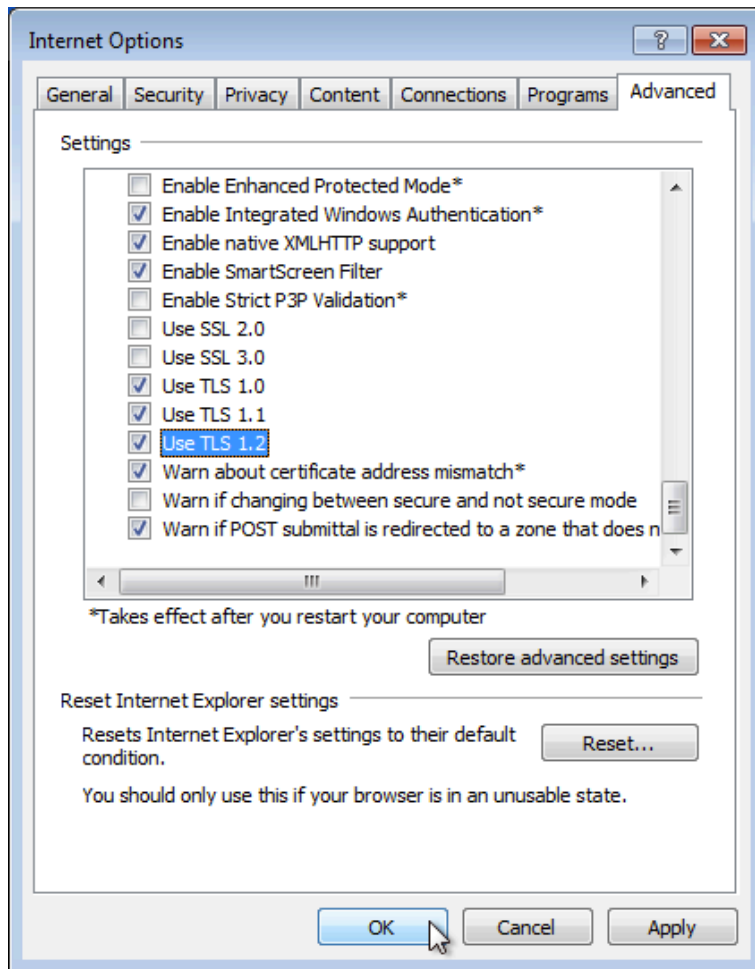 Internet Options
General Security Privacy Content Connections Programs Advanced
Settings
Enable Enhanced Protected Mode*
Enable Integrated Windows Authentication*
Enable native XMLHTTP support
Enable SmartScreen Filter
Enable Strict P3P Validation*
Use SSL 2.0
Use SSL 3.0
Use TLS 1.0
Use TLS 1.1
Use TLS 1.2
Warn about certificate address mismatch*
Warn if changing between secure and not secure mode
Warn if POST submittal is redirected to a zone that does n
*Takes effect after you restart your computer
Restore advanced settings
Reset Internet Explorer settings
Resets Internet Explorer's settings to their default
condition.
Reset...
You should only use this if your browser is in an unusable state.
OK Cancel Apply